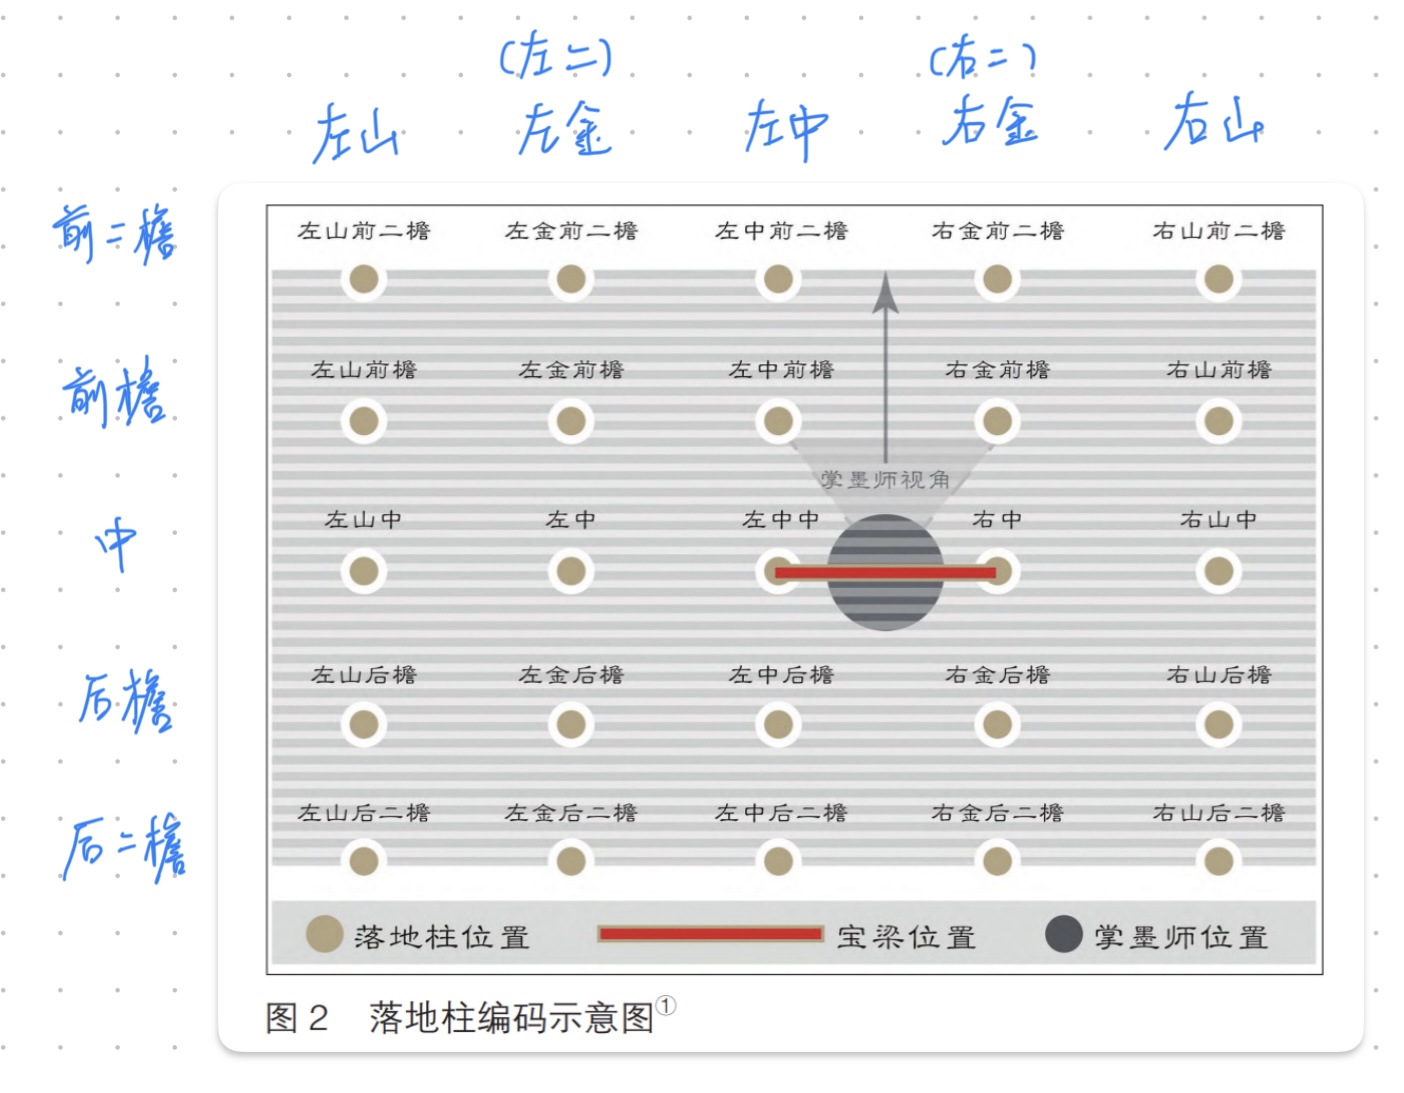 (左二) (右二)
左山 左金 左中 右金 右山
前二檐
左山前二檐 左金前二檐 左中前二檐 右金前二檐 右山前二檐
前檐
左山前檐 左金前檐 左中前檐 右金前檐 右山前檐
掌墨师视角
中
左山中 左中 左中中 右中 右山中
后檐
左山后檐 左金后檐 左中后檐 右金后檐 右山后檐
后二檐
左山后二檐 左金后二檐 左中后二檐 右金后二檐 右山后二檐
落地柱位置 宝梁位置 掌墨师位置
图2 落地柱编码示意图①